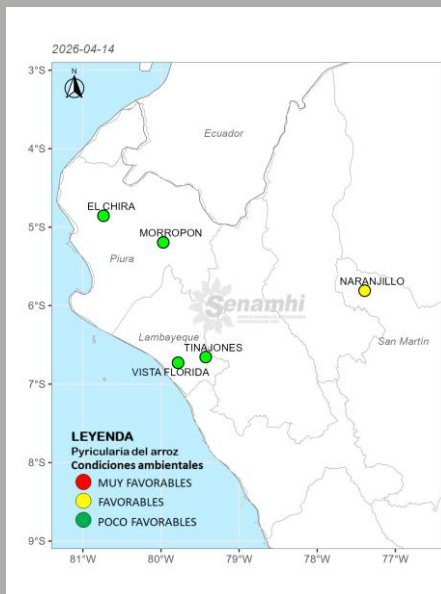 2026-04-14
3°S
N
4°S
Ecuador
EL CHIRA
5°S
MORROPON
Piura
NARANJILLO
6°S
Senamhi
Lambayeque
San Martín
TINAJONES
VISTA FLORIDA
7°S
LEYENDA
Pyricularia del arroz
Condiciones ambientales
MUY FAVORABLES
FAVORABLES
POCO FAVORABLES
8°S
9°S
81°W 80°W 79°W 78°W 77°W